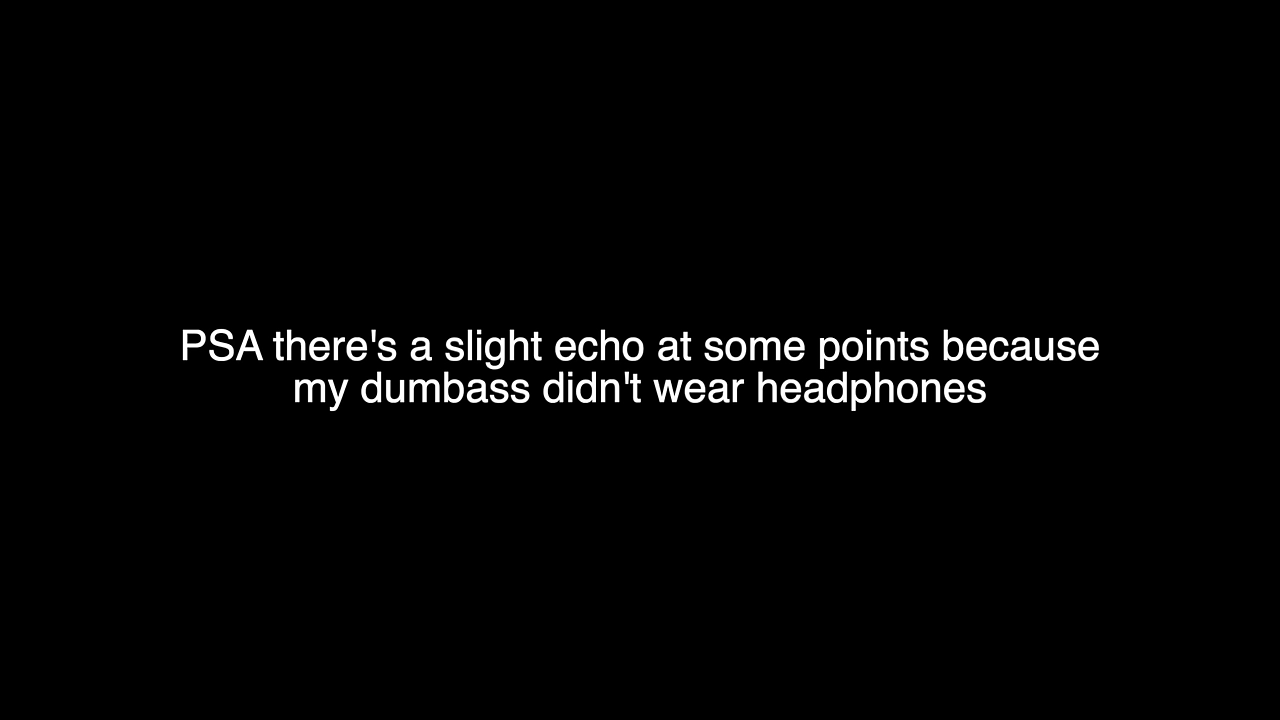 PSA there's a slight echo at some points because
my dumbass didn't wear headphones